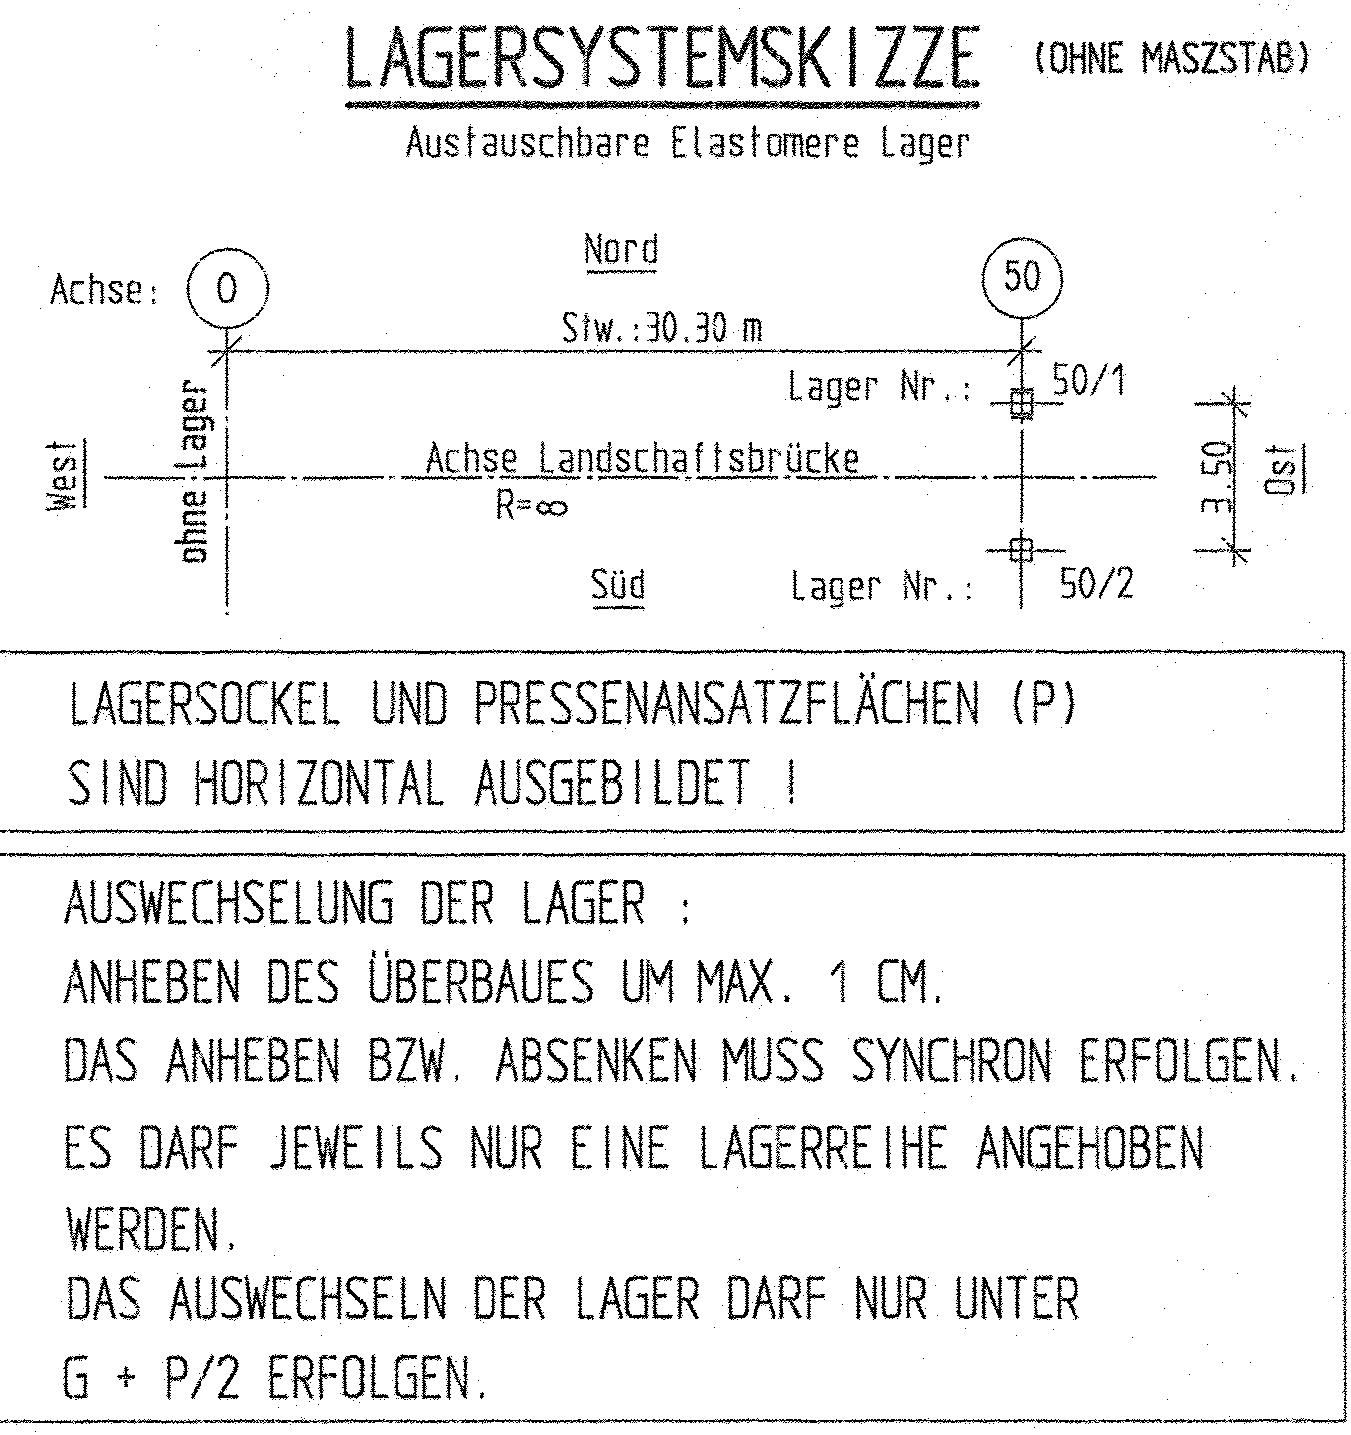 LAGERSYSTEMSKIZZE (OHNE MASZSTAB)
Austauschbare Elastomere Lager
Nord
Achse: 0 50
Stw.:30.30 m
Lager Nr.: 50/1
ohne Lager
West
Achse Landschaftsbrücke
R=∞
3.50
Ost
Süd
Lager Nr.: 50/2
LAGERSOCKEL UND PRESSENANSATZFLÄCHEN (P)
SIND HORIZONTAL AUSGEBILDET !
AUSWECHSELUNG DER LAGER :
ANHEBEN DES ÜBERBAUES UM MAX. 1 CM.
DAS ANHEBEN BZW. ABSENKEN MUSS SYNCHRON ERFOLGEN.
ES DARF JEWEILS NUR EINE LAGERREIHE ANGEHOBEN
WERDEN.
DAS AUSWECHSELN DER LAGER DARF NUR UNTER
G + P/2 ERFOLGEN.